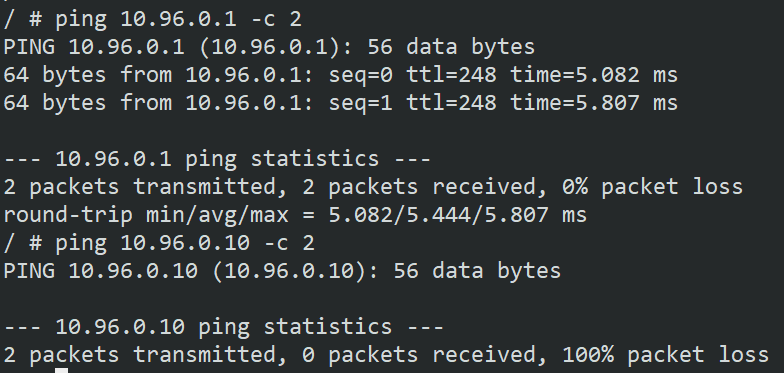 / # ping 10.96.0.1 -c 2
PING 10.96.0.1 (10.96.0.1): 56 data bytes
64 bytes from 10.96.0.1: seq=0 ttl=248 time=5.082 ms
64 bytes from 10.96.0.1: seq=1 ttl=248 time=5.807 ms

--- 10.96.0.1 ping statistics ---
2 packets transmitted, 2 packets received, 0% packet loss
round-trip min/avg/max = 5.082/5.444/5.807 ms
/ # ping 10.96.0.10 -c 2
PING 10.96.0.10 (10.96.0.10): 56 data bytes

--- 10.96.0.10 ping statistics ---
2 packets transmitted, 0 packets received, 100% packet loss